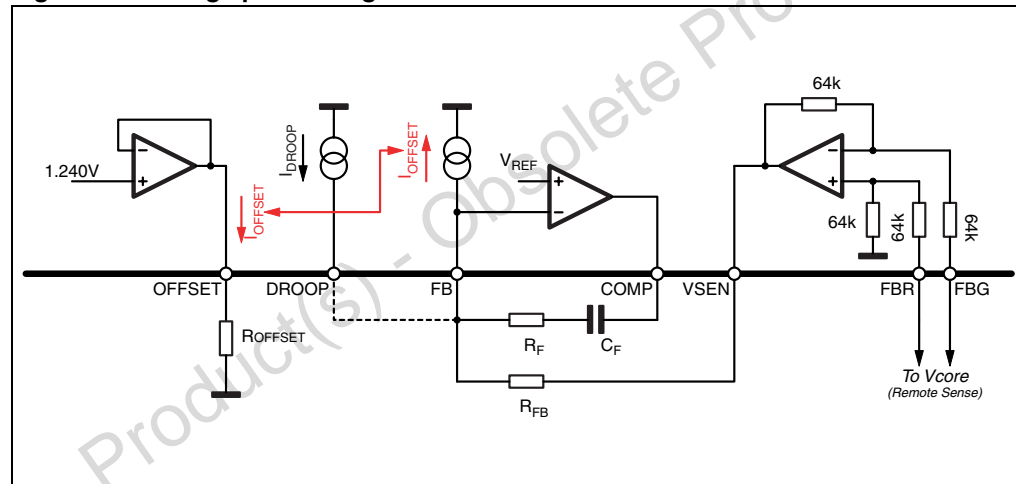 64k
1.240V
IDROOP
IOFFSET
VREF
IOFFSET
64k
64k
64k
OFFSET
DROOP
FB
COMP
VSEN
FBR
FBG
ROFFSET
RF
CF
RFB
To Vcore
(Remote Sense)
Product(s) - Obsolete Pro